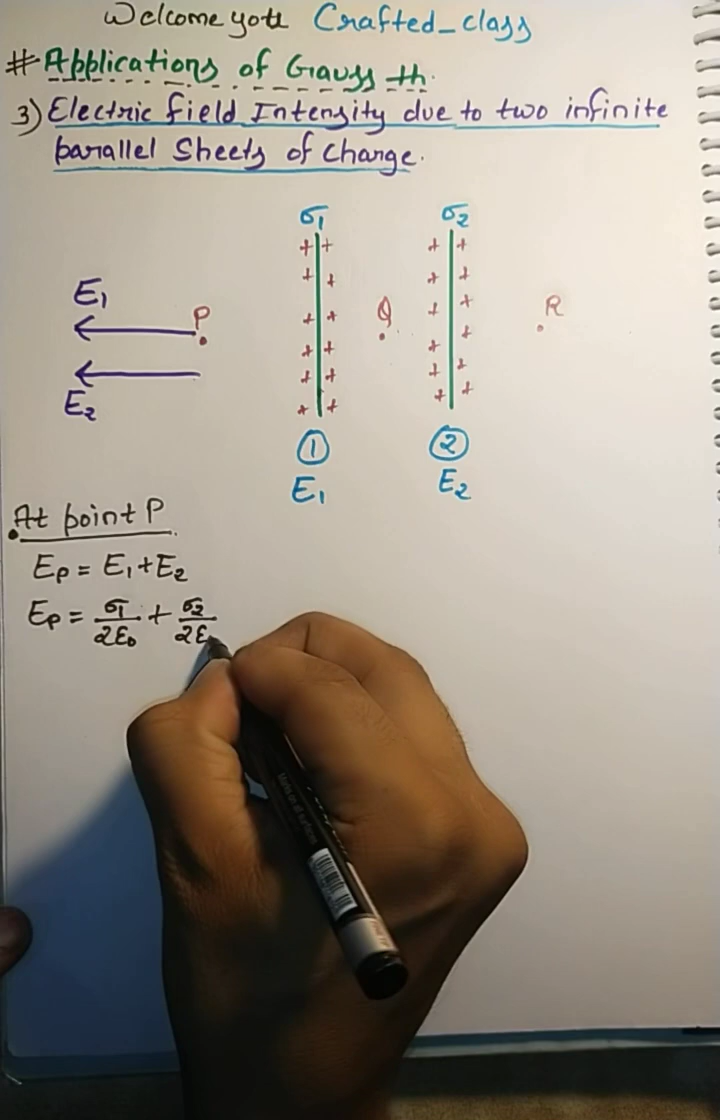 Welcome you Crafted_class
# Applications of Gauss th.
3) Electric field Intensity due to two infinite
parallel Sheets of Charge.
σ₁ σ₂
E₁ P Q R
E₂
① ②
E₁ E₂
At point P
Eₚ = E₁ + E₂
Eₚ = σ₁/2ε₀ + σ₂/2ε